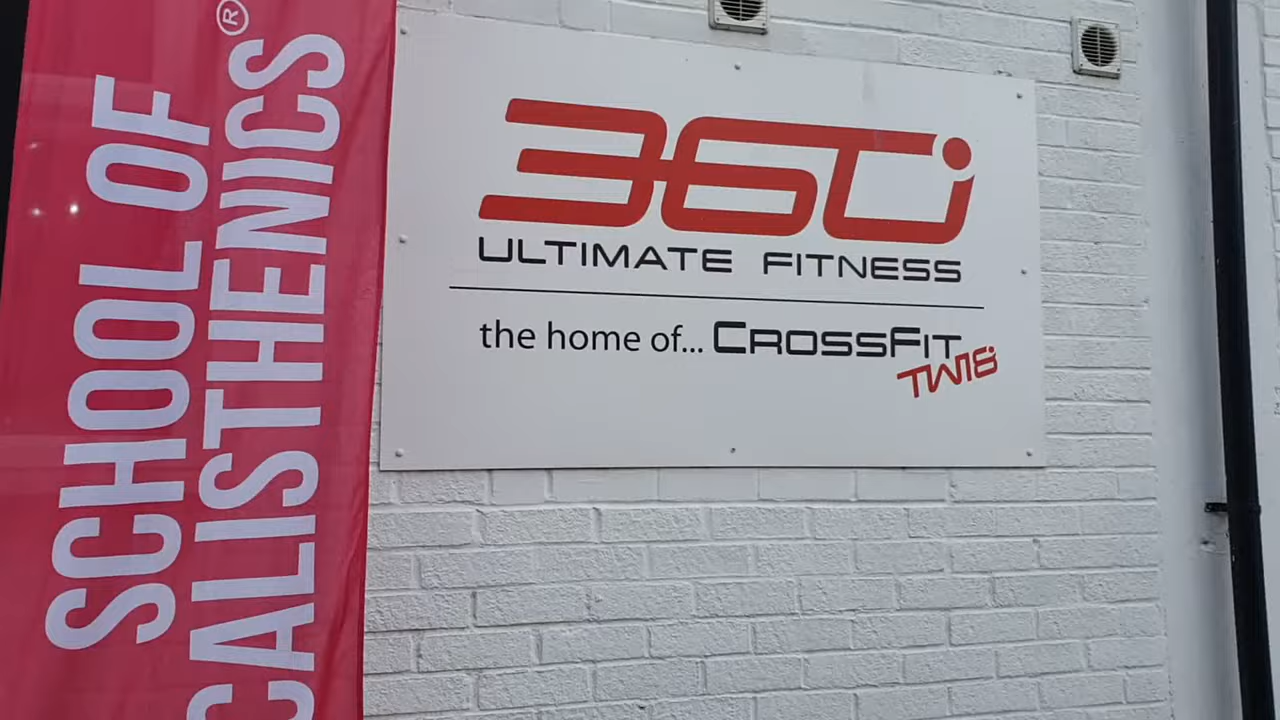 SCHOOL OF
CALISTHENICS®
360i
ULTIMATE FITNESS
the home of... CROSSFIT
TW18